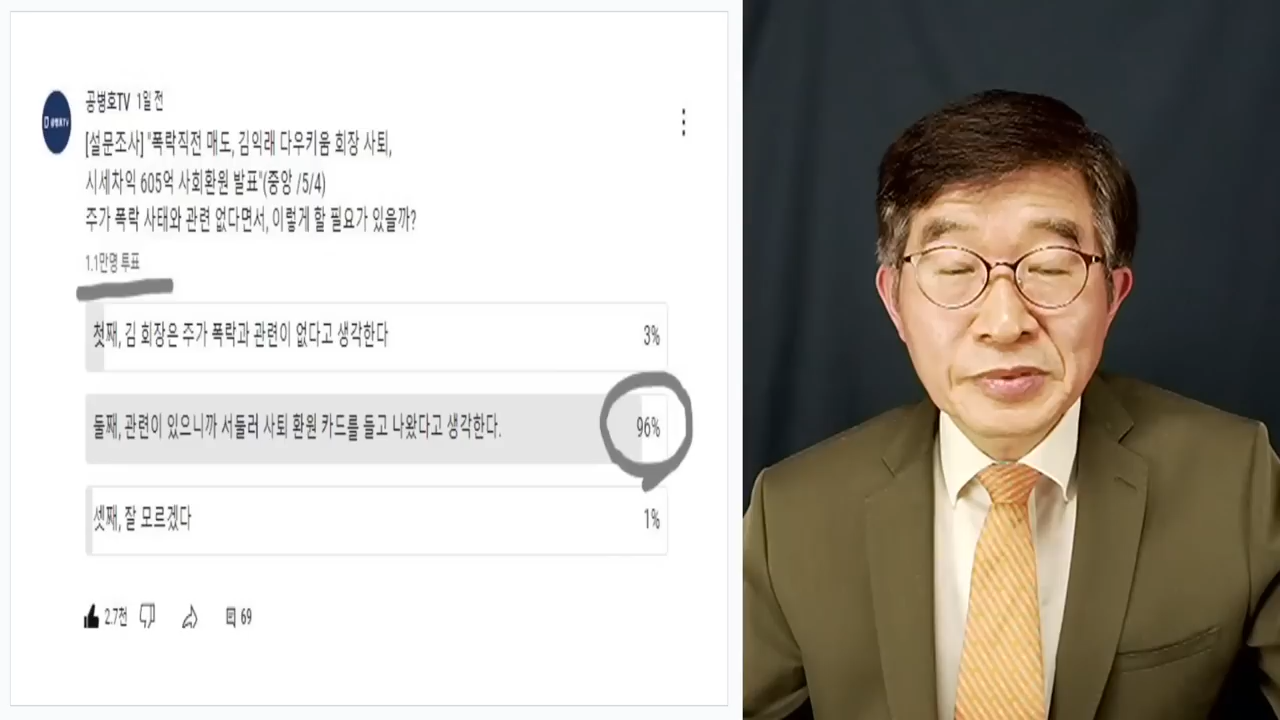 공병호TV 1일 전
공병호TV
[설문조사] "폭락직전 매도, 김익래 다우키움 회장 사퇴,
시세차익 605억 사회환원 발표"(중앙 /5/4)
주가 폭락 사태와 관련 없다면서, 이렇게 할 필요가 있을까?
1.1만명 투표
첫째, 김 회장은 주가 폭락과 관련이 없다고 생각한다 3%
둘째, 관련이 있으니까 서둘러 사퇴 환원 카드를 들고 나왔다고 생각한다. 96%
셋째, 잘 모르겠다 1%
2.7천 69